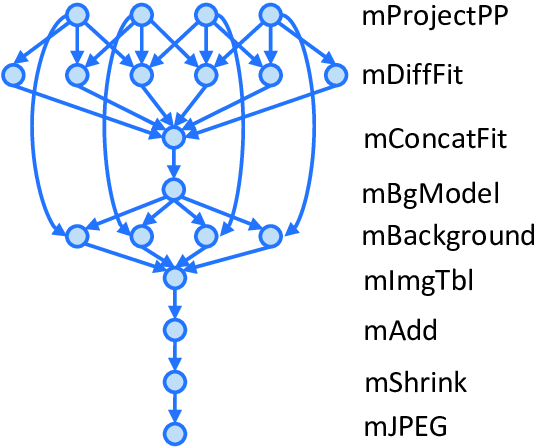 mProjectPP
mDiffFit
mConcatFit
mBgModel
mBackground
mImgTbl
mAdd
mShrink
mJPEG